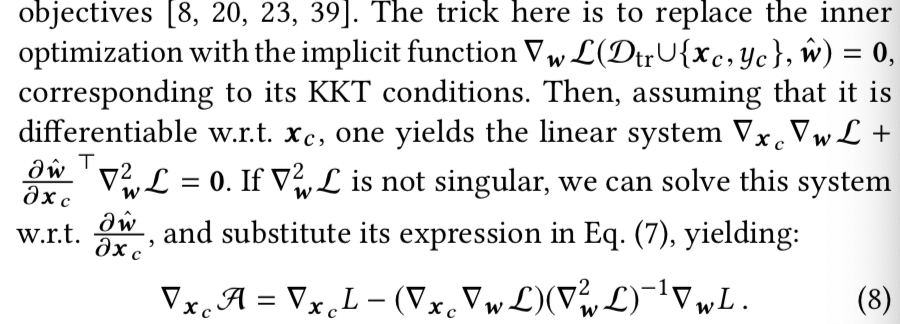 objectives [8, 20, 23, 39]. The trick here is to replace the inner
optimization with the implicit function ∇_w ℒ(𝒟_tr∪{x_c, y_c}, ŵ) = 0,
corresponding to its KKT conditions. Then, assuming that it is
differentiable w.r.t. x_c, one yields the linear system ∇_{x_c}∇_w ℒ +
∂ŵ/∂x_c^⊤ ∇²_w ℒ = 0. If ∇²_w ℒ is not singular, we can solve this system
w.r.t. ∂ŵ/∂x_c, and substitute its expression in Eq. (7), yielding:
∇_{x_c} 𝒜 = ∇_{x_c} L − (∇_{x_c}∇_w ℒ)(∇²_w ℒ)^{−1}∇_w L . (8)